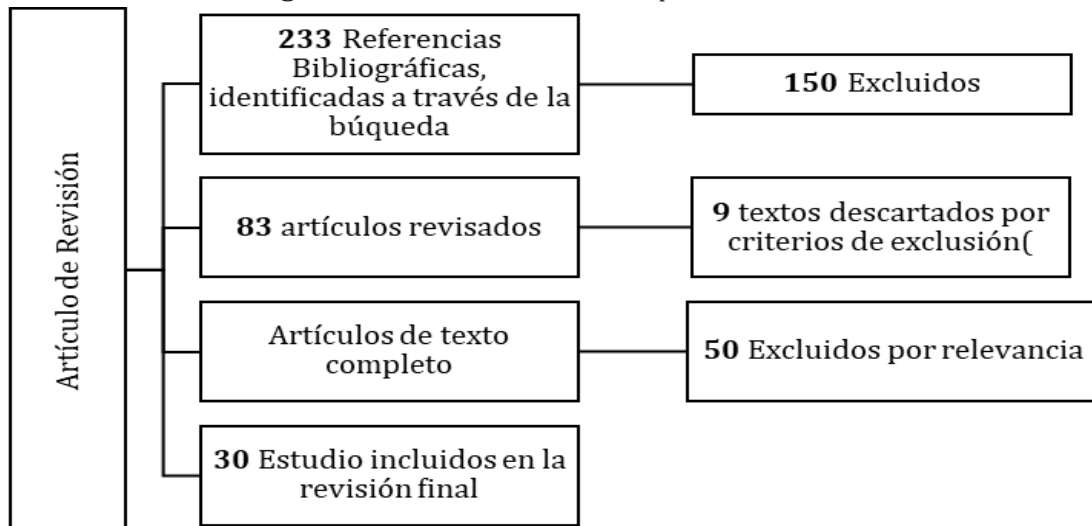 Artículo de Revisión
233 Referencias
Bibliográficas,
identificadas a través de la
búqueda
150 Excluidos
83 artículos revisados
9 textos descartados por
criterios de exclusión(
Artículos de texto
completo
50 Excluidos por relevancia
30 Estudio incluidos en la
revisión final